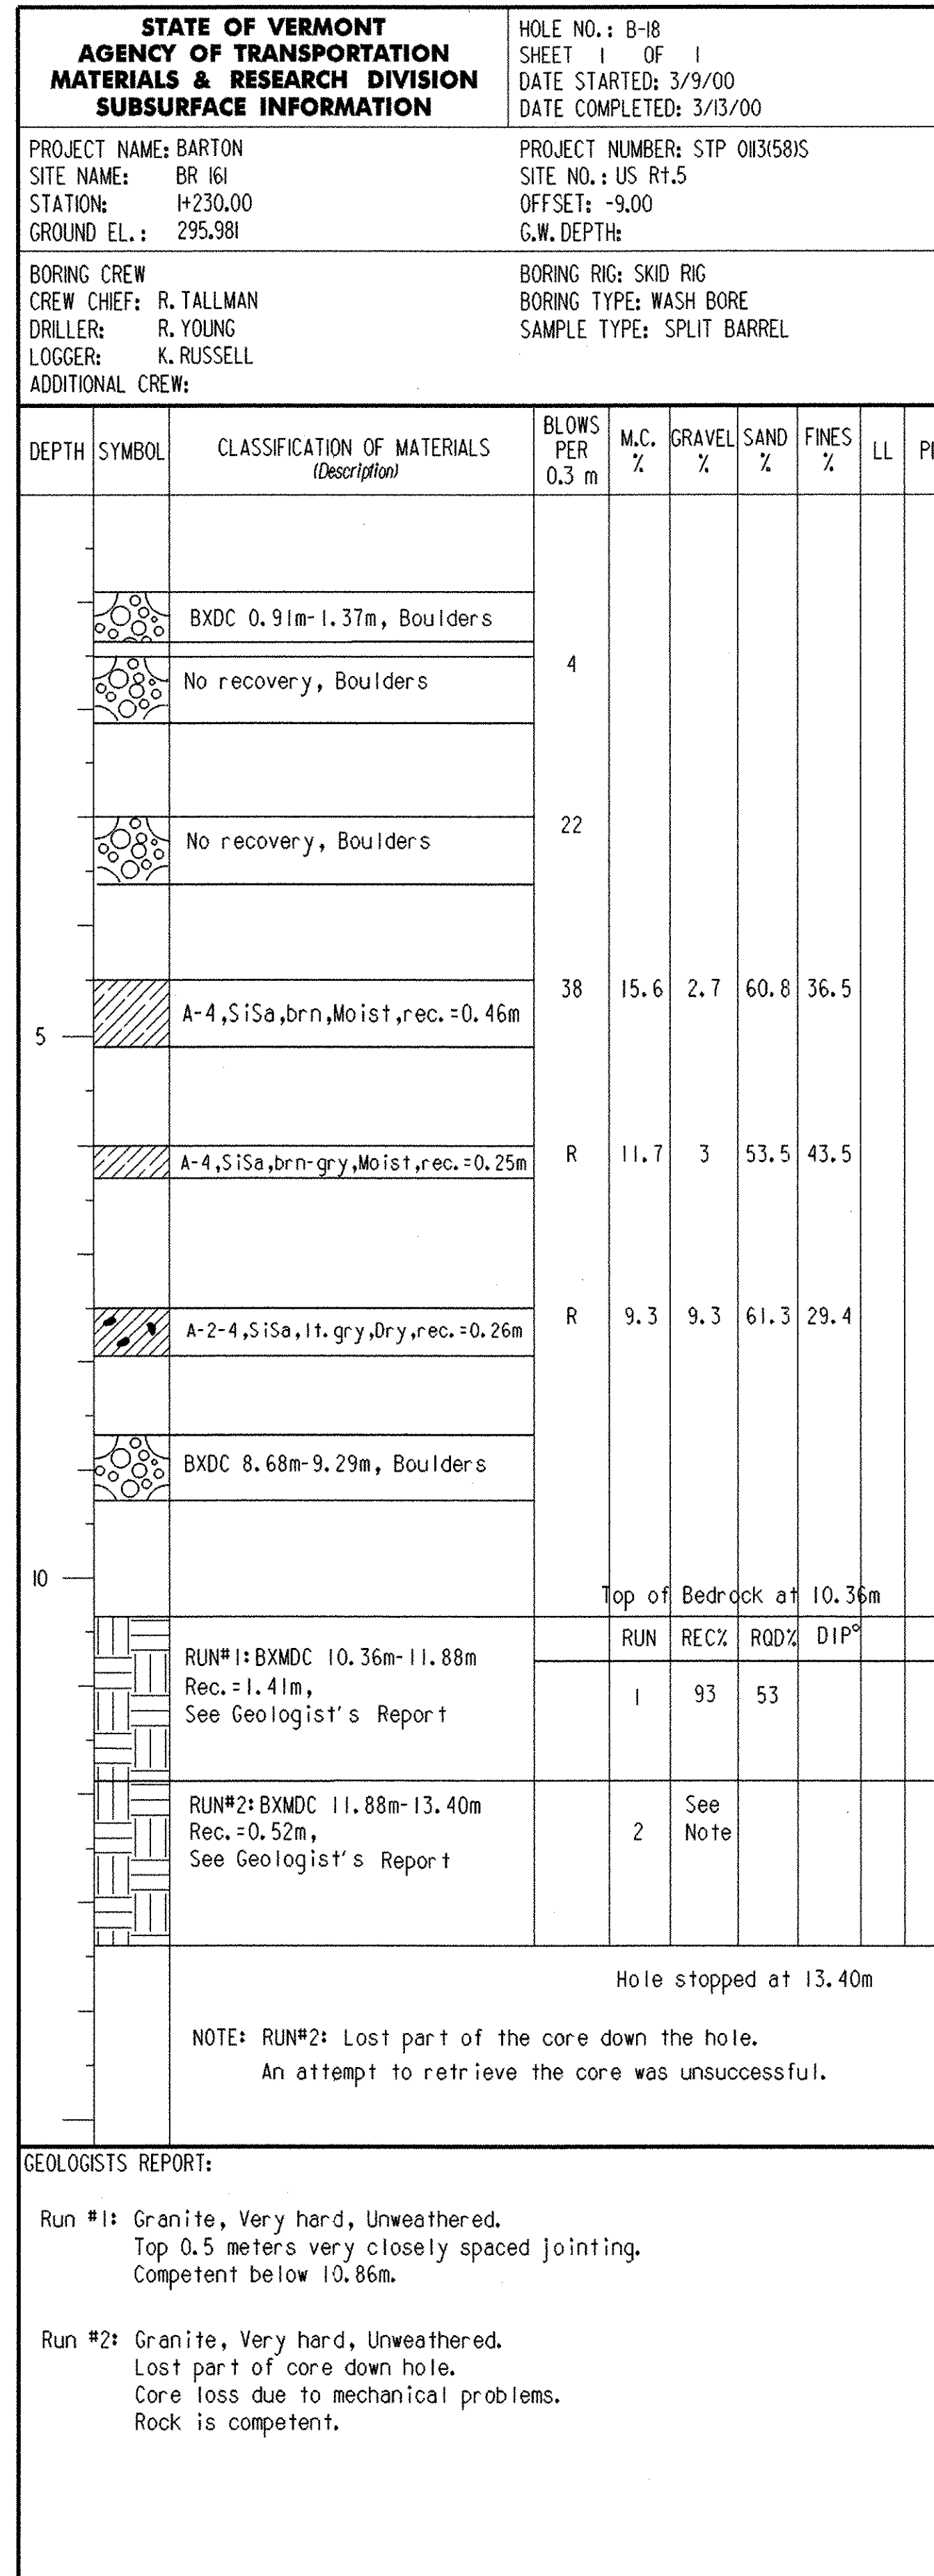 STATE OF VERMONT
AGENCY OF TRANSPORTATION
MATERIALS & RESEARCH DIVISION
SUBSURFACE INFORMATION
HOLE NO.: B-18
SHEET 1 OF 1
DATE STARTED: 3/9/00
DATE COMPLETED: 3/13/00
PROJECT NAME: BARTON
SITE NAME: BR 161
STATION: 1+230.00
GROUND EL.: 295.981
PROJECT NUMBER: STP 0113(58)S
SITE NO.: US Rt.5
OFFSET: -9.00
G.W. DEPTH:
BORING CREW
CREW CHIEF: R. TALLMAN
DRILLER: R. YOUNG
LOGGER: K. RUSSELL
ADDITIONAL CREW:
BORING RIG: SKID RIG
BORING TYPE: WASH BORE
SAMPLE TYPE: SPLIT BARREL
DEPTH SYMBOL CLASSIFICATION OF MATERIALS (Description) BLOWS PER 0.3 m M.C. % GRAVEL % SAND % FINES % LL PI
BXDC 0.91m-1.37m, Boulders
No recovery, Boulders 4
No recovery, Boulders 22
A-4,SiSa,brn,Moist,rec.=0.46m 38 15.6 2.7 60.8 36.5
5
A-4,SiSa,brn-gry,Moist,rec.=0.25m R 11.7 3 53.5 43.5
A-2-4,SiSa,lt.gry,Dry,rec.=0.26m R 9.3 9.3 61.3 29.4
BXDC 8.68m-9.29m, Boulders
10
Top of Bedrock at 10.36m
RUN REC% RQD% DIP°
RUN#1:BXMDC 10.36m-11.88m
Rec.=1.41m, 1 93 53
See Geologist's Report
RUN#2:BXMDC 11.88m-13.40m See
Rec.=0.52m, 2 Note
See Geologist's Report
Hole stopped at 13.40m
NOTE: RUN#2: Lost part of the core down the hole.
An attempt to retrieve the core was unsuccessful.
GEOLOGISTS REPORT:
Run #1: Granite, Very hard, Unweathered.
Top 0.5 meters very closely spaced jointing.
Competent below 10.86m.
Run #2: Granite, Very hard, Unweathered.
Lost part of core down hole.
Core loss due to mechanical problems.
Rock is competent.